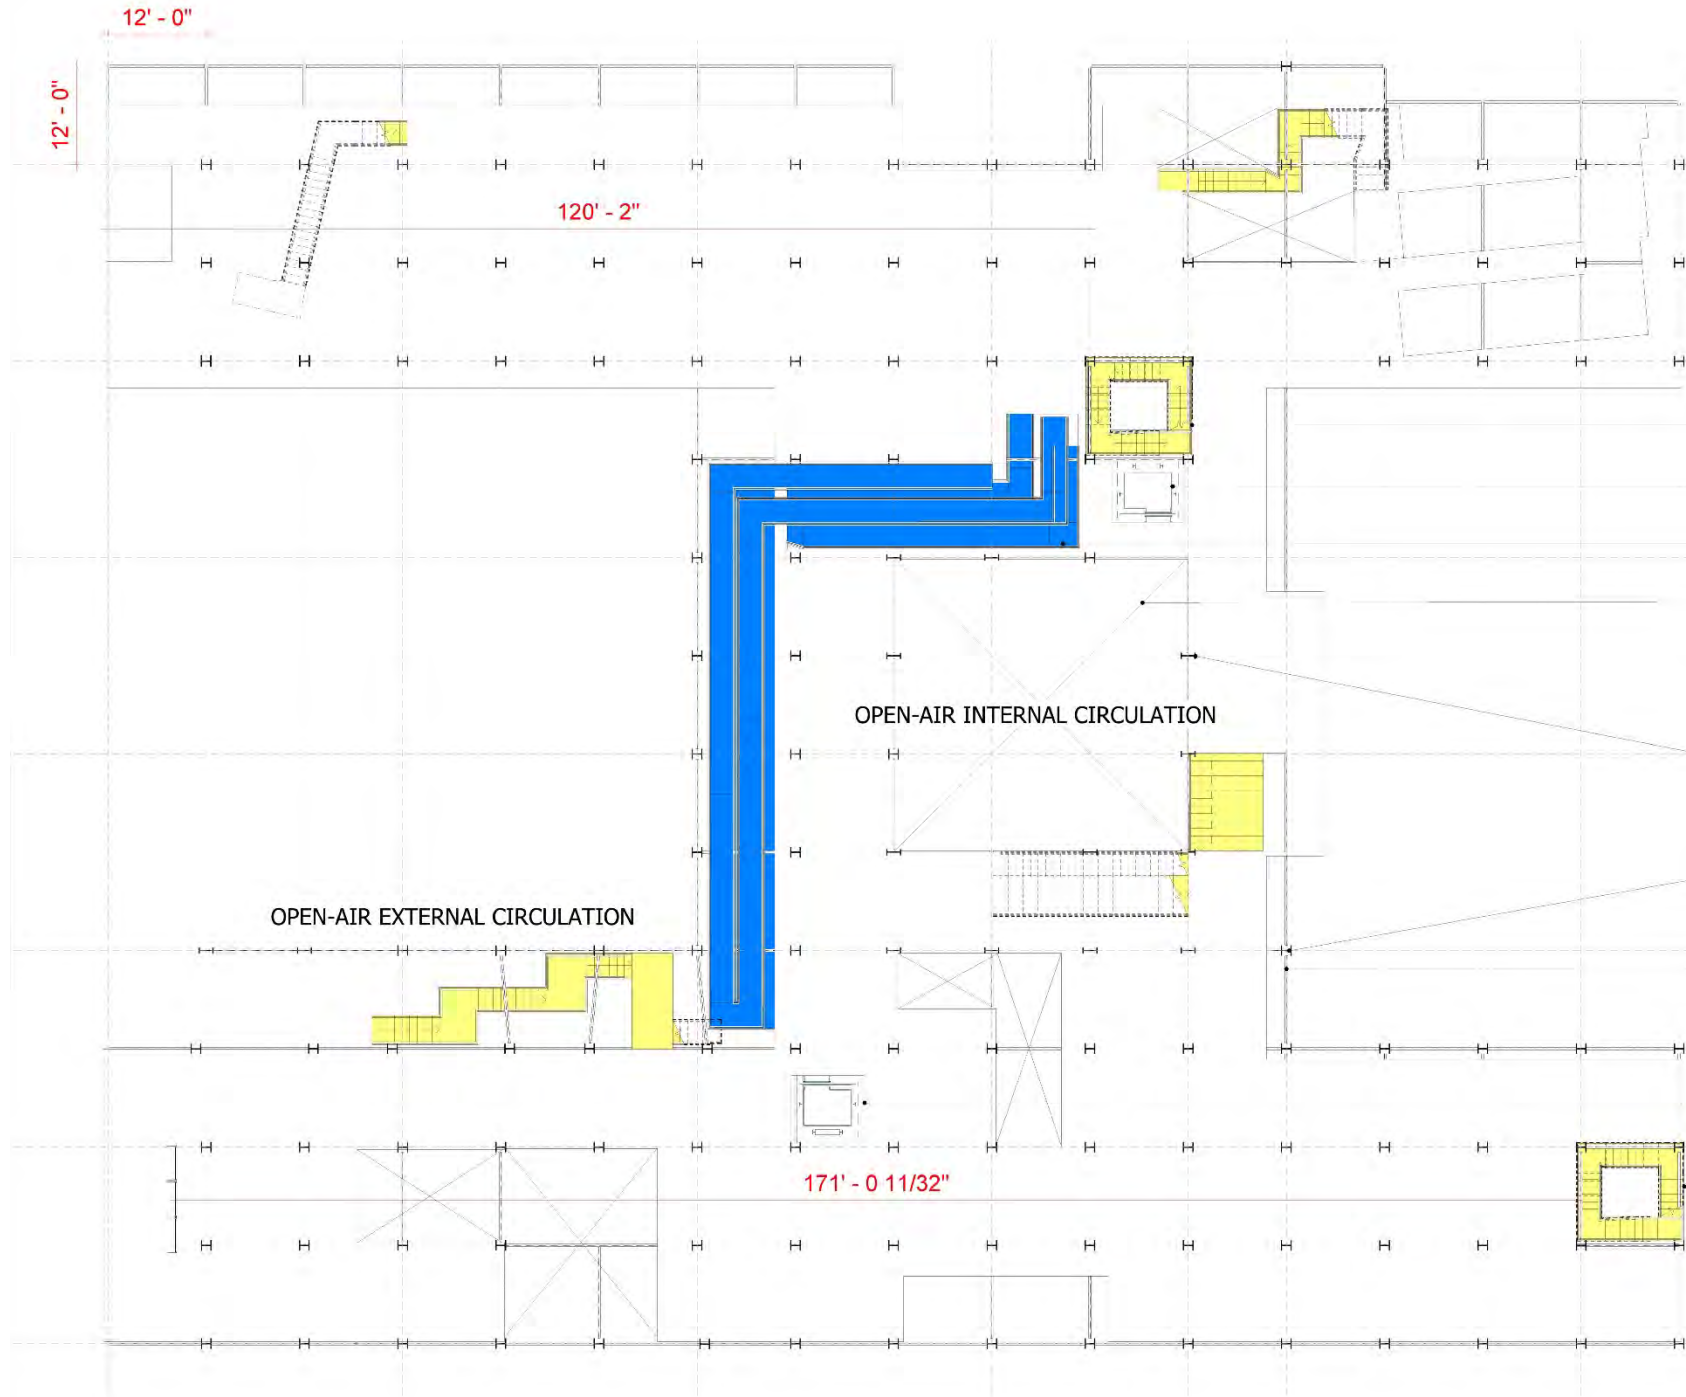 12' - 0"
12' - 0"
120' - 2"
OPEN-AIR INTERNAL CIRCULATION
OPEN-AIR EXTERNAL CIRCULATION
171' - 0 11/32"